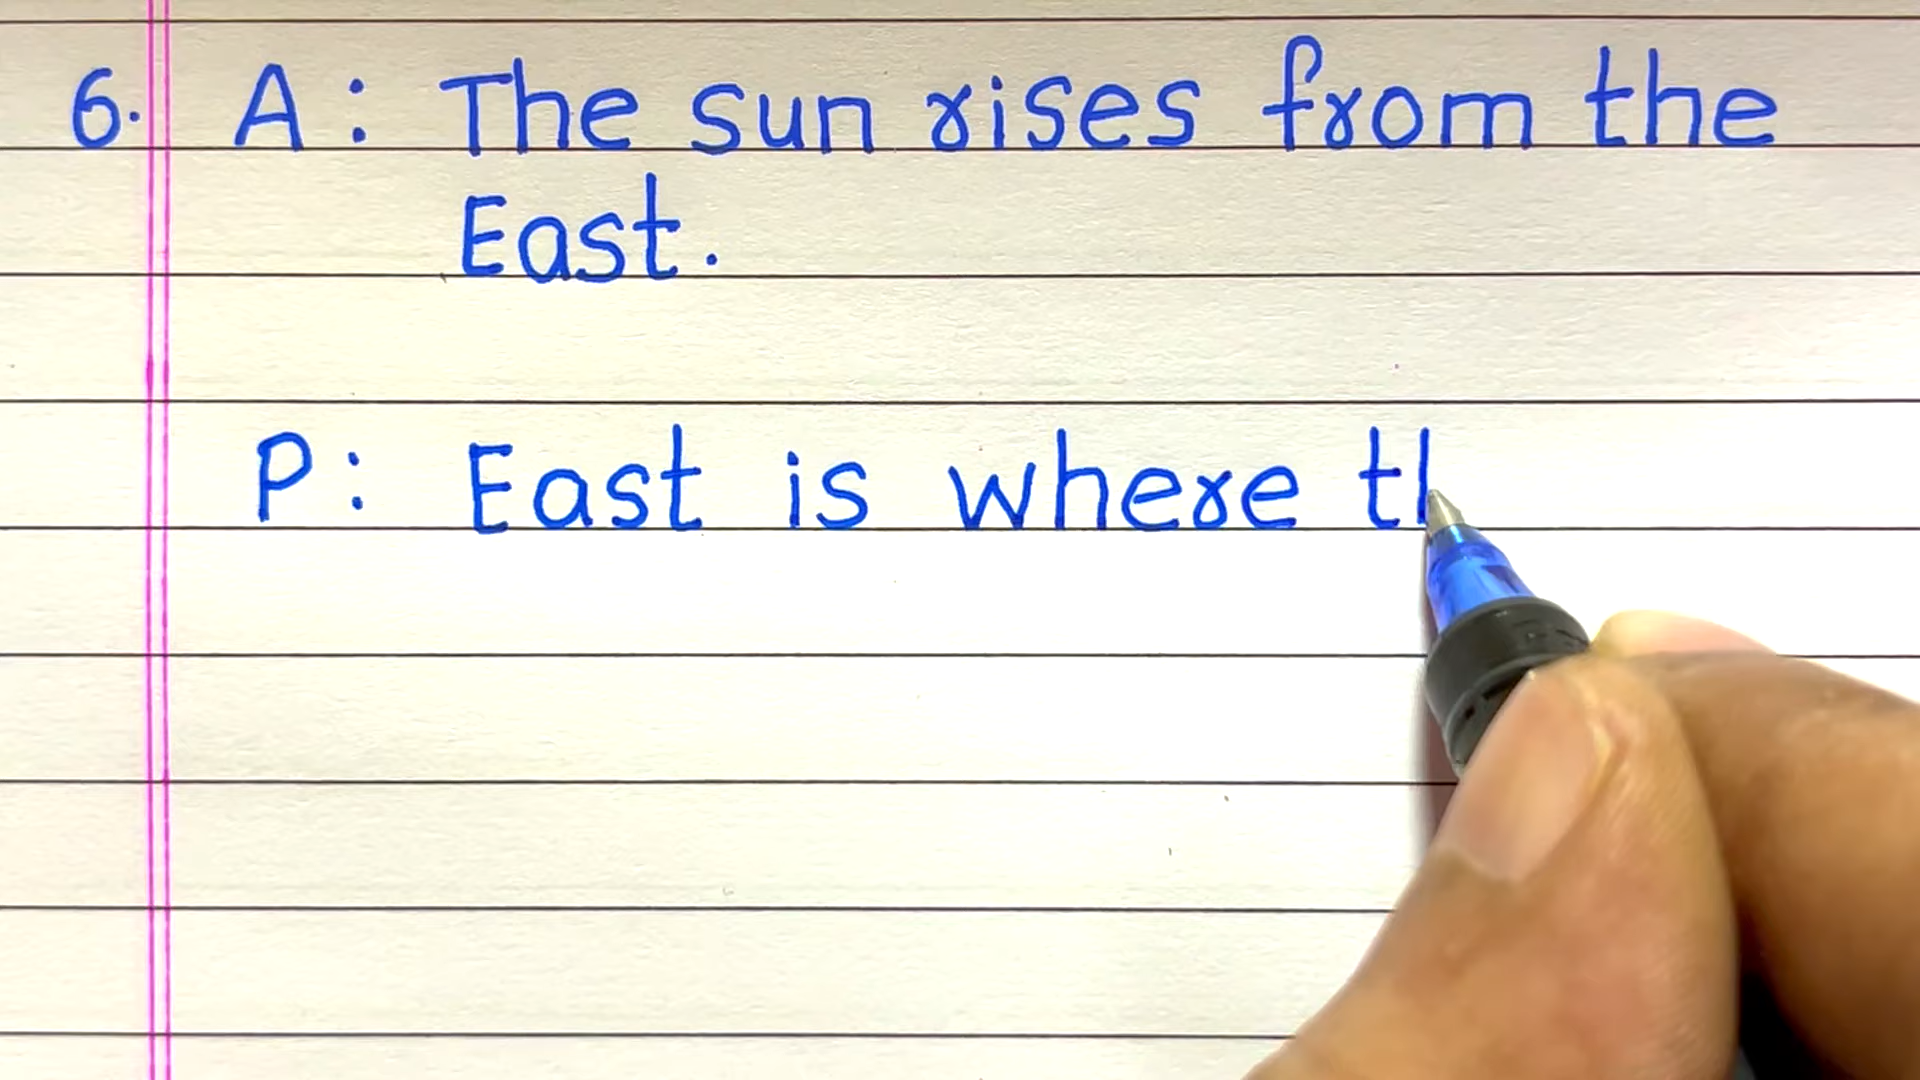 6. A: The sun rises from the
East.
P: East is where